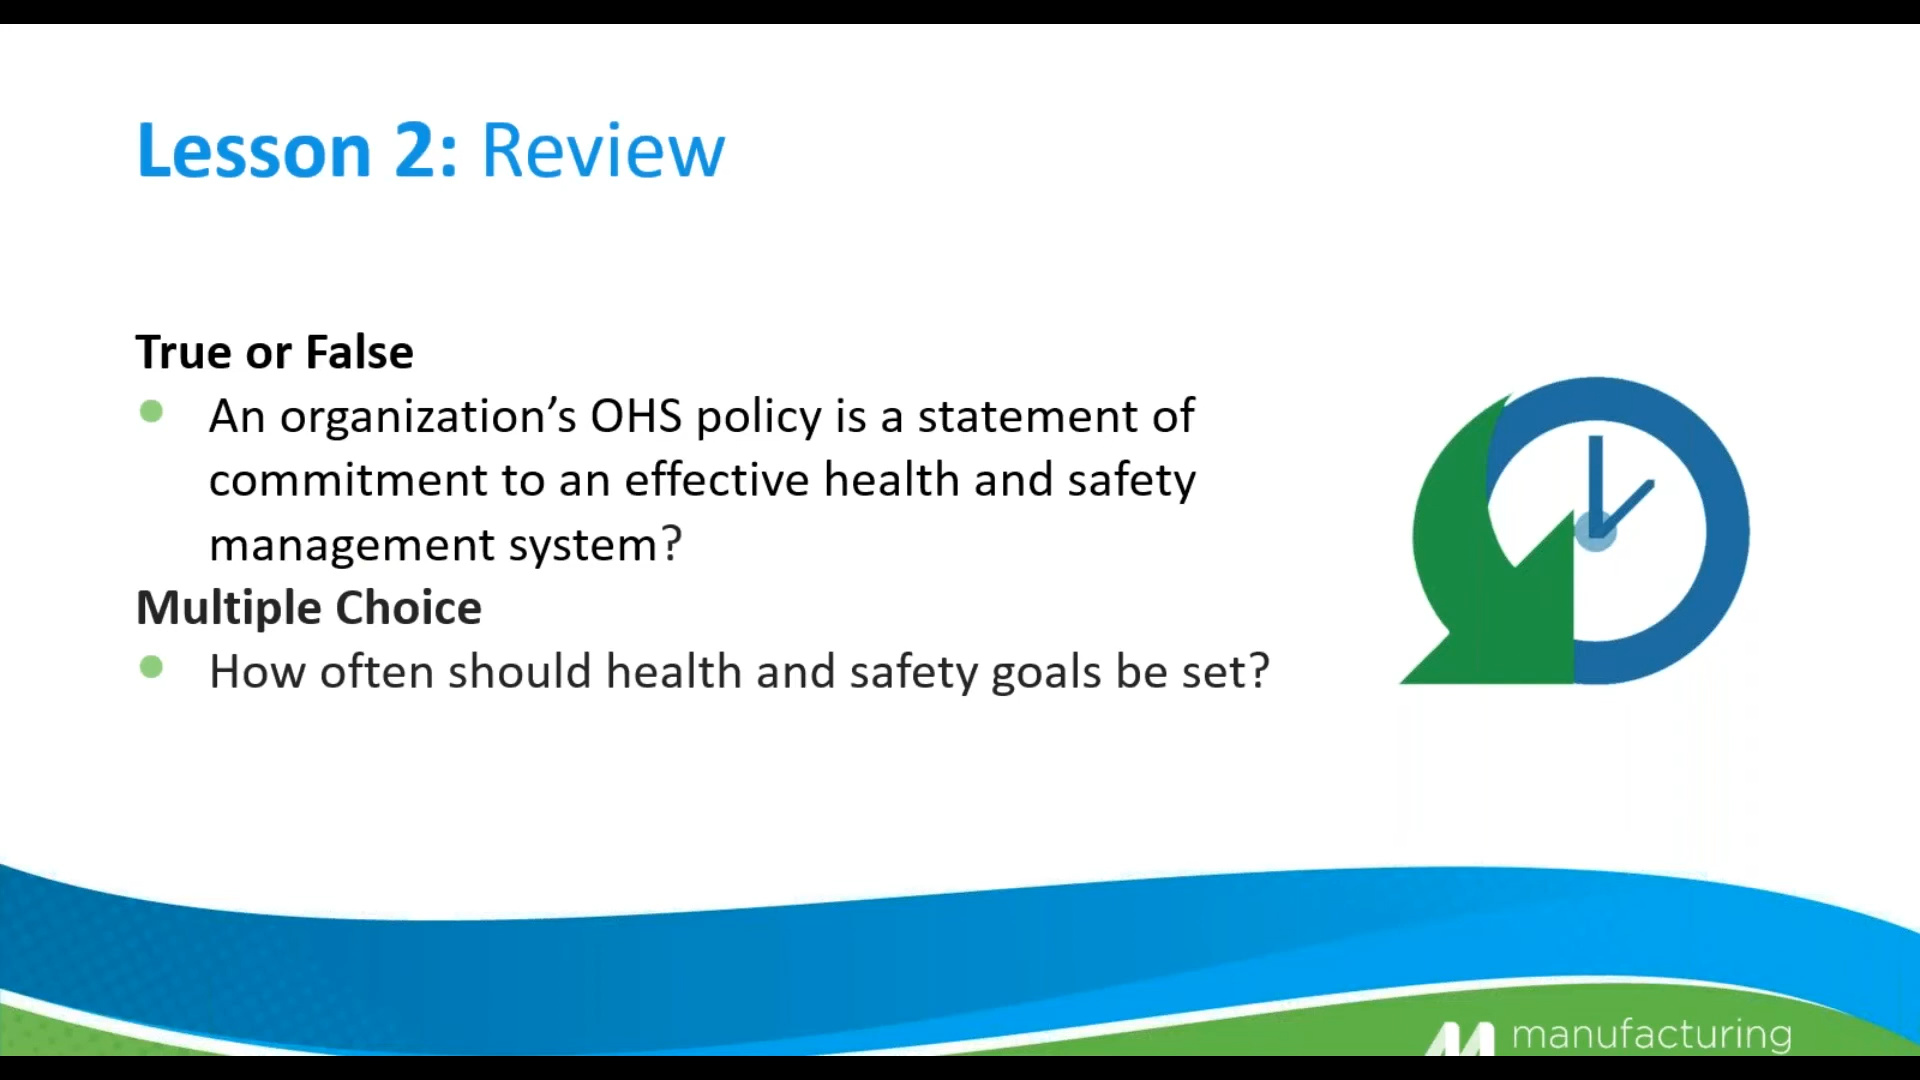 Lesson 2: Review
True or False
An organization’s OHS policy is a statement of
commitment to an effective health and safety
management system?
Multiple Choice
How often should health and safety goals be set?
manufacturing